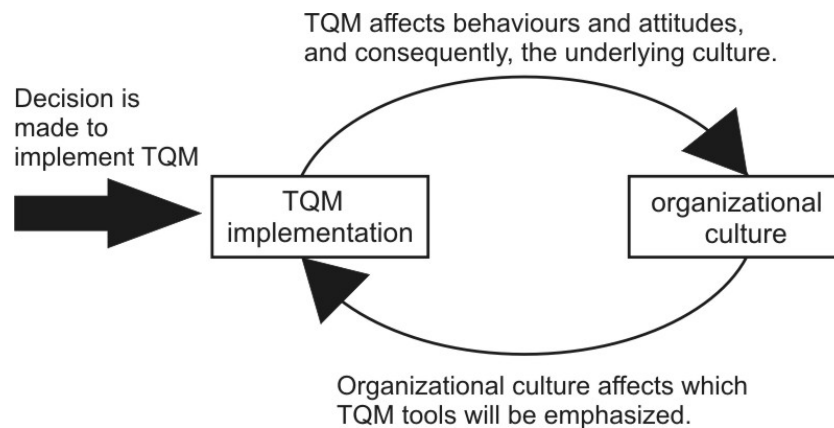 TQM affects behaviours and attitudes,
and consequently, the underlying culture.
Decision is
made to
implement TQM
TQM
implementation
organizational
culture
Organizational culture affects which
TQM tools will be emphasized.